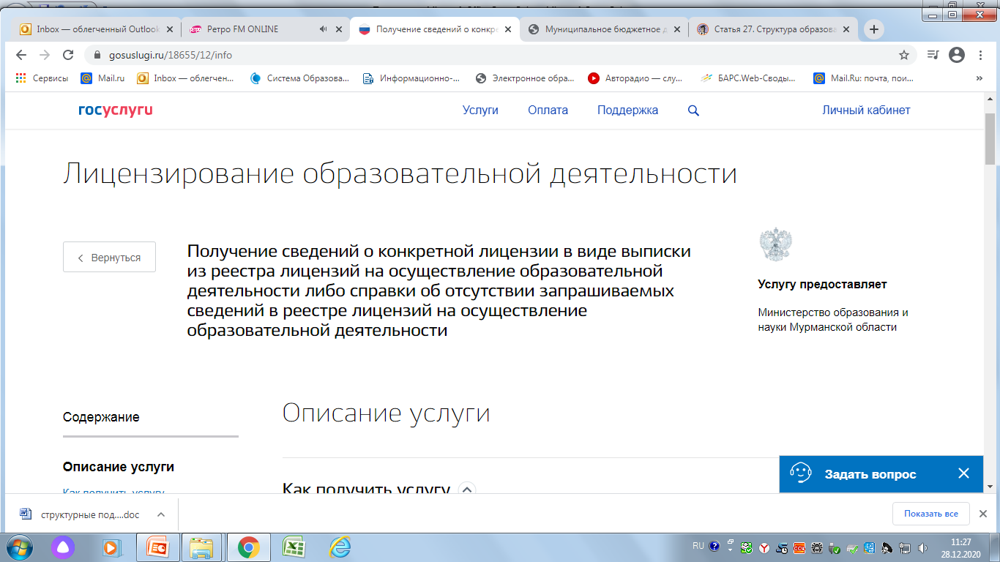 Inbox — облегченный Outlook
Ретро FM ONLINE
Получение сведений о конкре
Муниципальное бюджетное д
Статья 27. Структура образова
gosuslugi.ru/18655/12/info
Сервисы
Mail.ru
Inbox — облегчен...
Система Образова...
Информационно-...
Электронное обра...
Авторадио — слу...
БАРС.Web-Своды...
Mail.Ru: почта, пои...
госуслуги
Услуги
Оплата
Поддержка
Личный кабинет
Лицензирование образовательной деятельности
Вернуться
Получение сведений о конкретной лицензии в виде выписки
из реестра лицензий на осуществление образовательной
деятельности либо справки об отсутствии запрашиваемых
сведений в реестре лицензий на осуществление
образовательной деятельности
Услугу предоставляет
Министерство образования и
науки Мурманской области
Содержание
Описание услуги
Описание услуги
Как получить услугу
Как получить услугу
Задать вопрос
структурные под....doc
Показать все
RU
11:27
28.12.2020